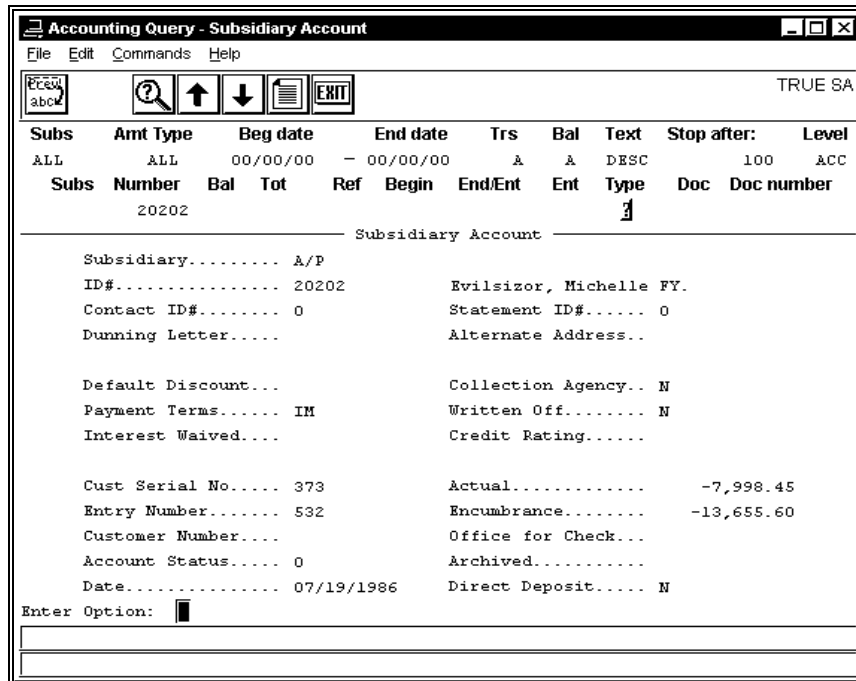 Accounting Query - Subsidiary Account
File Edit Commands Help
Prev abc EXIT TRUE SA
Subs Amt Type Beg date End date Trs Bal Text Stop after: Level
ALL ALL 00/00/00 - 00/00/00 A A DESC 100 ACC
Subs Number Bal Tot Ref Begin End/Ent Ent Type Doc Doc number
20202 ?
Subsidiary Account
Subsidiary......... A/P
ID#................ 20202 Evilsizor, Michelle FY.
Contact ID#........ 0 Statement ID#...... 0
Dunning Letter..... Alternate Address..
Default Discount... Collection Agency.. N
Payment Terms...... IM Written Off........ N
Interest Waived.... Credit Rating......
Cust Serial No..... 373 Actual............. -7,998.45
Entry Number....... 532 Encumbrance........ -13,655.60
Customer Number.... Office for Check...
Account Status..... 0 Archived...........
Date............... 07/19/1986 Direct Deposit..... N
Enter Option: